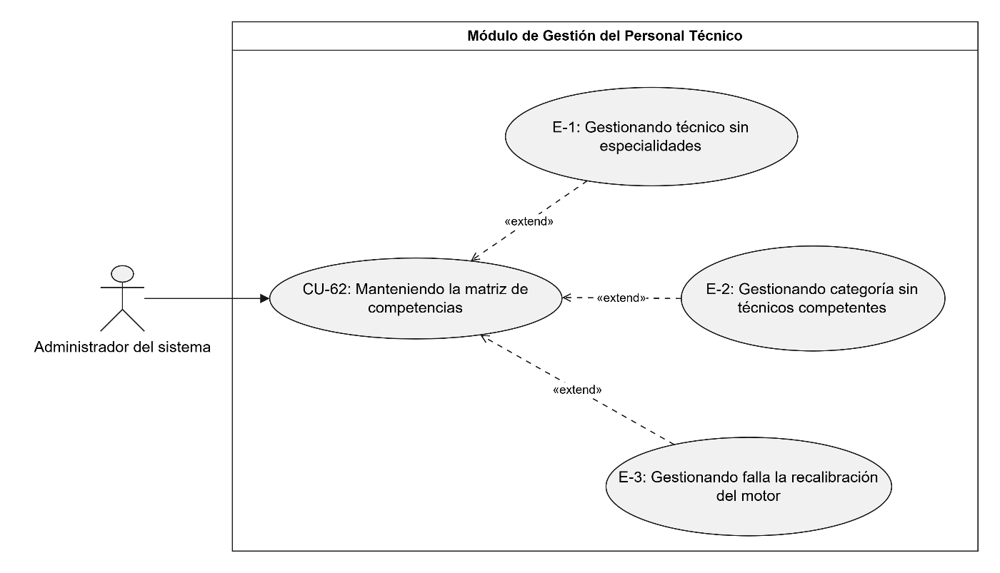 Módulo de Gestión del Personal Técnico
E-1: Gestionando técnico sin
especialidades
«extend»
CU-62: Manteniendo la matriz de
competencias
«extend»
E-2: Gestionando categoría sin
técnicos competentes
Administrador del sistema
«extend»
E-3: Gestionando falla la recalibración
del motor